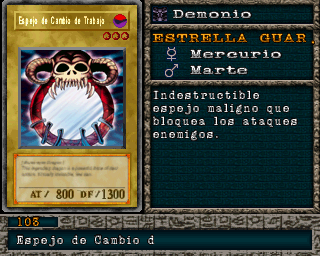 Espejo de Cambio de Trabajo
AT/ 800 DF/1300
Demonio
ESTRELLA GUAR.
Mercurio
Marte
Indestructible
espejo maligno que
bloquea los ataques
enemigos.
103
Espejo de Cambio d